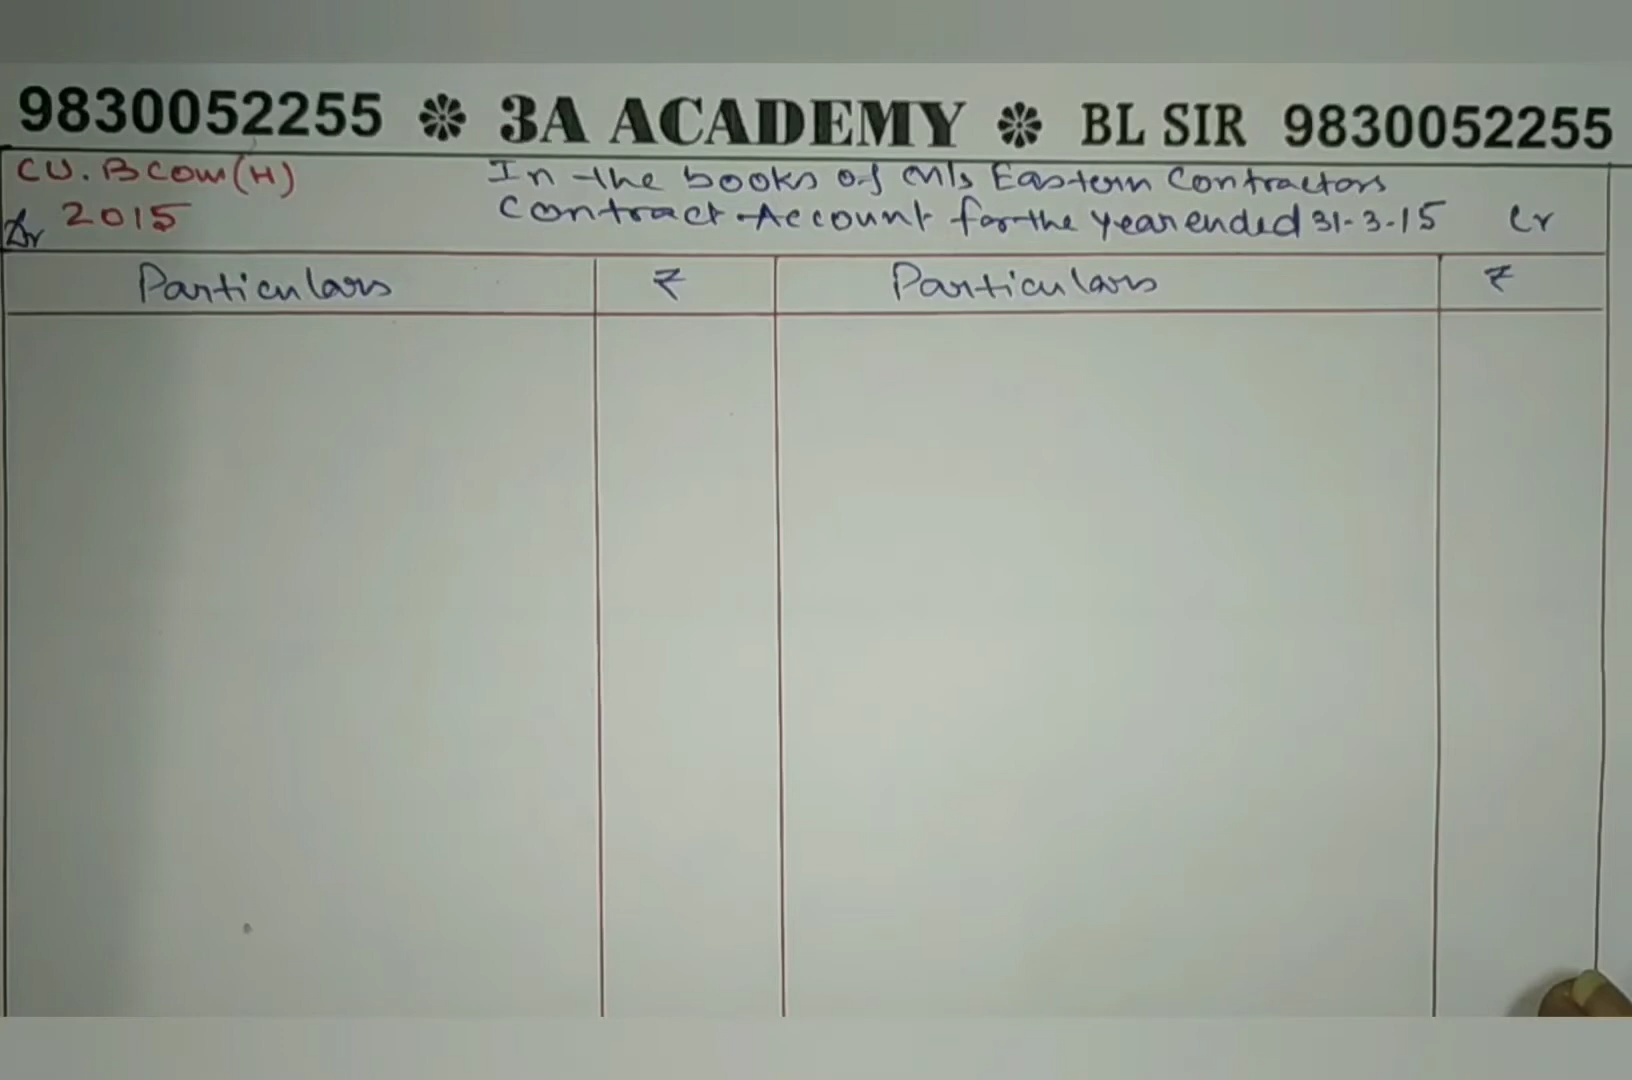 9830052255 ❇ 3A ACADEMY ❇ BL SIR 9830052255
CU. BCom(H) In the books of M/s Eastern Contractors
2015 Contract Account for the year ended 31-3-15
Dr Cr
Particulars ₹ Particulars ₹